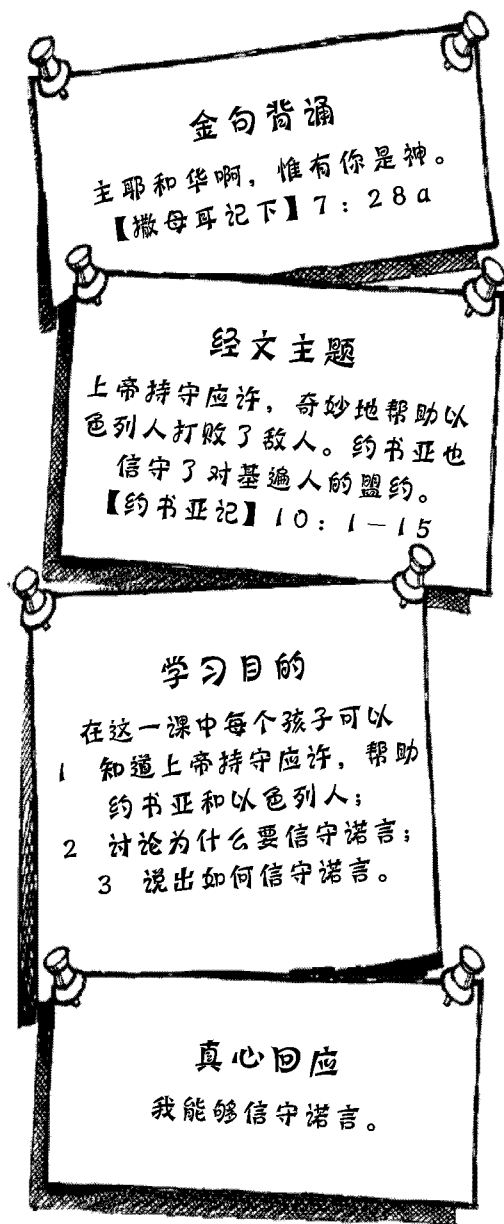 金句背诵
主耶和华啊，惟有你是神。
【撒母耳记下】7：28a
经文主题
上帝持守应许，奇妙地帮助以
色列人打败了敌人。约书亚也
信守了对基遍人的盟约。
【约书亚记】10：1－15
学习目的
在这一课中每个孩子可以
1 知道上帝持守应许，帮助
约书亚和以色列人；
2 讨论为什么要信守诺言；
3 说出如何信守诺言。
真心回应
我能够信守诺言。